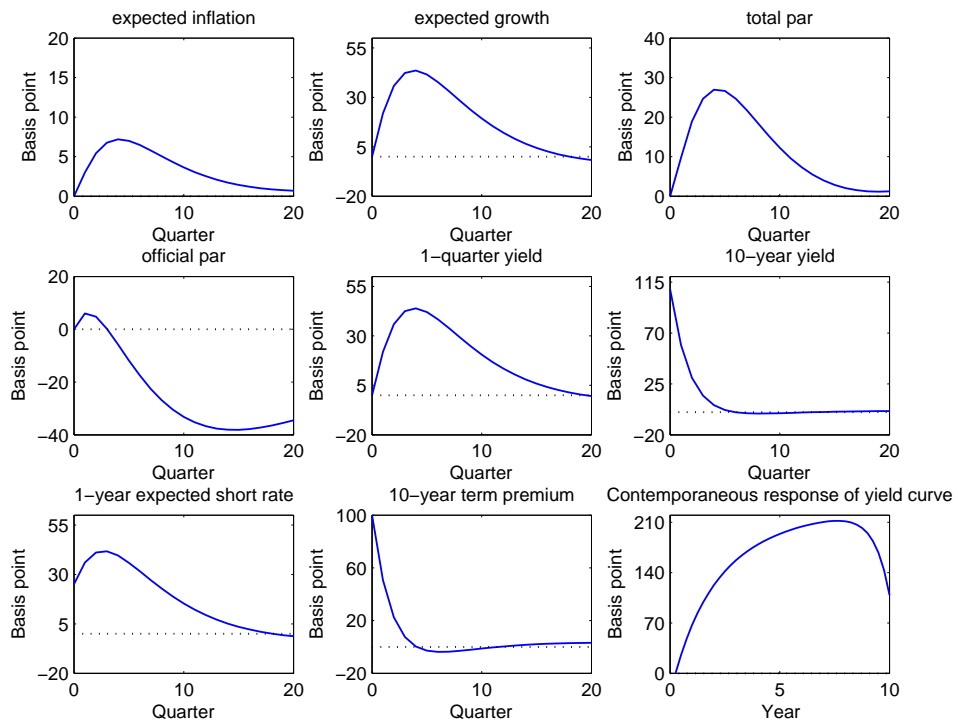 expected inflation
20
15
10
5
0
Basis point
0 10 20
Quarter
expected growth
55
30
5
−20
Basis point
0 10 20
Quarter
total par
40
30
20
10
0
Basis point
0 10 20
Quarter
official par
20
0
−20
−40
Basis point
0 10 20
Quarter
1−quarter yield
55
30
5
−20
Basis point
0 10 20
Quarter
10−year yield
115
70
25
−20
Basis point
0 10 20
Quarter
1−year expected short rate
55
30
5
−20
Basis point
0 10 20
Quarter
10−year term premium
100
60
20
−20
Basis point
0 10 20
Quarter
Contemporaneous response of yield curve
210
140
70
0
Basis point
0 5 10
Year